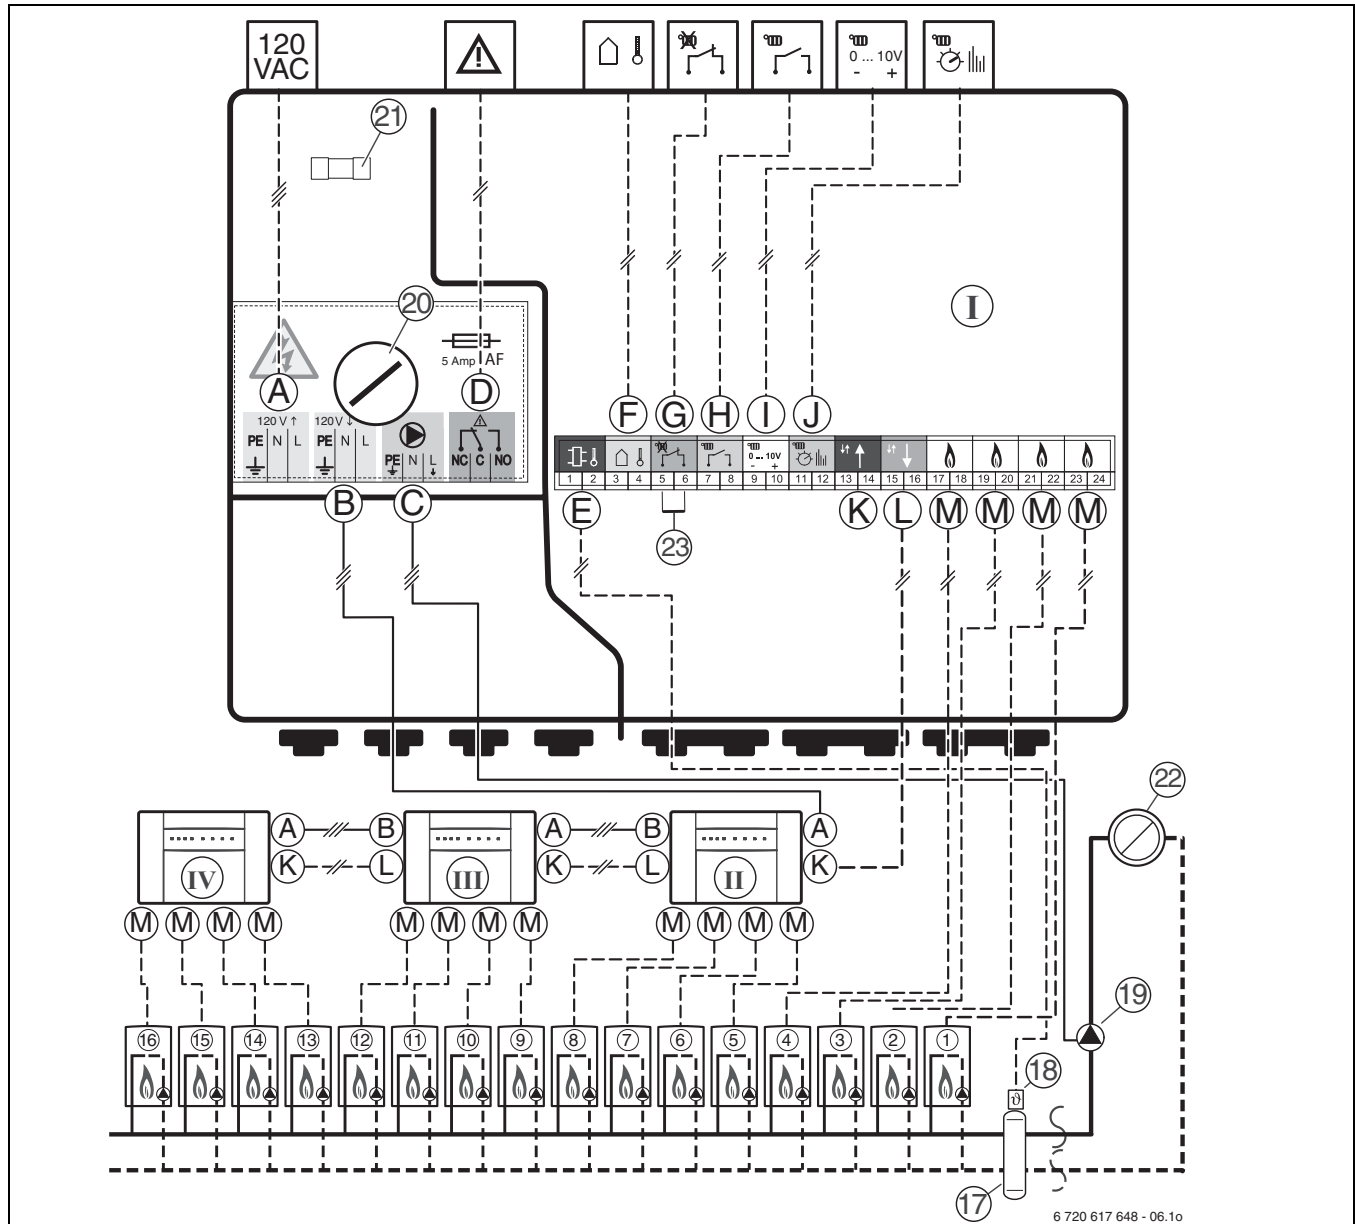 120
VAC
0 ... 10V
- +
21
I
20
5 Amp AF
A
D
F G H I J
120 V ↑
120V ↓
PE N L
PE N L
PE N L
NC C NO
0 ... 10V
- +
1 2 3 4 5 6 7 8 9 10 11 12 13 14 15 16 17 18 19 20 21 22 23 24
B C
E
K L M M M M
23
22
A B A B A
K L K L K
IV III II
M M M M M M M M M M M M
19
16 15 14 13 12 11 10 9 8 7 6 5 4 3 2 1
18
ϑ
17
6 720 617 648 - 06.1o